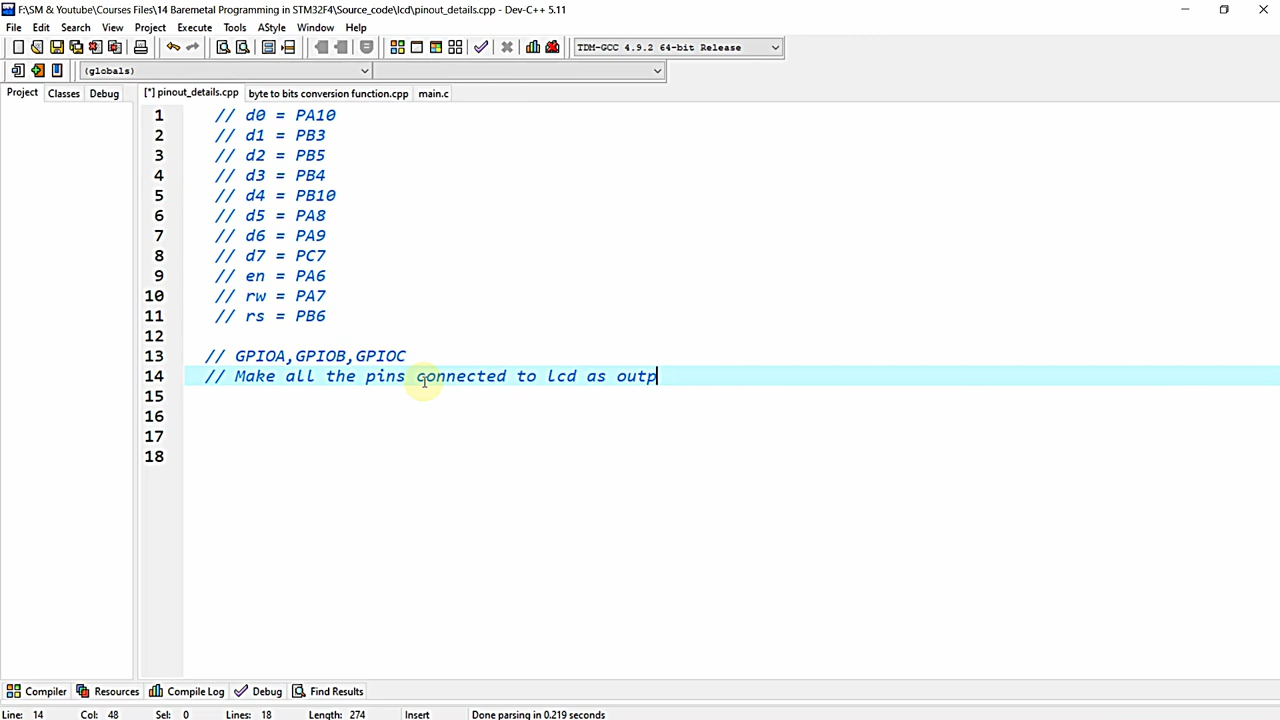 F:\SM & Youtube\Courses Files\14 Baremetal Programming in STM32F4\Source_code\lcd\pinout_details.cpp - Dev-C++ 5.11
File Edit Search View Project Execute Tools AStyle Window Help
TDM-GCC 4.9.2 64-bit Release
(globals)
Project Classes Debug [*] pinout_details.cpp byte to bits conversion function.cpp main.c
1 // d0 = PA10
2 // d1 = PB3
3 // d2 = PB5
4 // d3 = PB4
5 // d4 = PB10
6 // d5 = PA8
7 // d6 = PA9
8 // d7 = PC7
9 // en = PA6
10 // rw = PA7
11 // rs = PB6
12
13 // GPIOA,GPIOB,GPIOC
14 // Make all the pins connected to lcd as outp
15
16
17
18
Compiler Resources Compile Log Debug Find Results
Line: 14 Col: 48 Sel: 0 Lines: 18 Length: 274 Insert Done parsing in 0.219 seconds